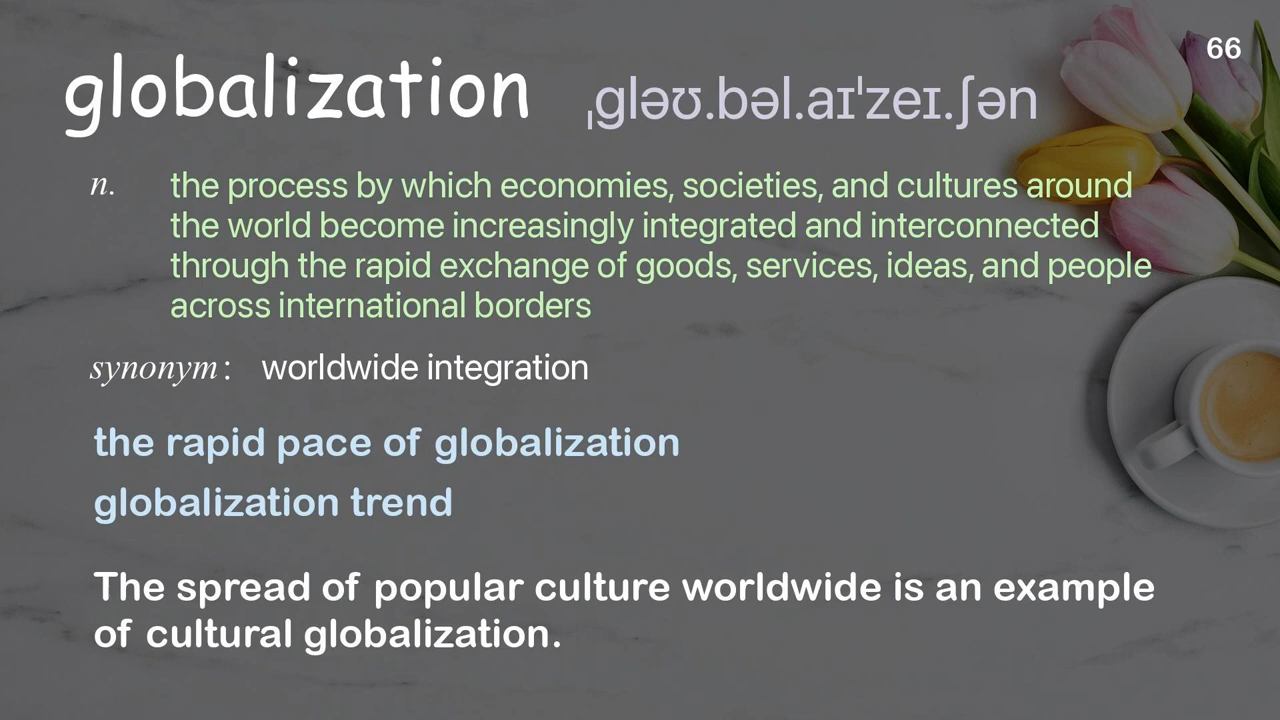 66
globalization ˌɡləʊ.bəl.aɪˈzeɪ.ʃən
n. the process by which economies, societies, and cultures around
the world become increasingly integrated and interconnected
through the rapid exchange of goods, services, ideas, and people
across international borders
synonym: worldwide integration
the rapid pace of globalization
globalization trend
The spread of popular culture worldwide is an example
of cultural globalization.